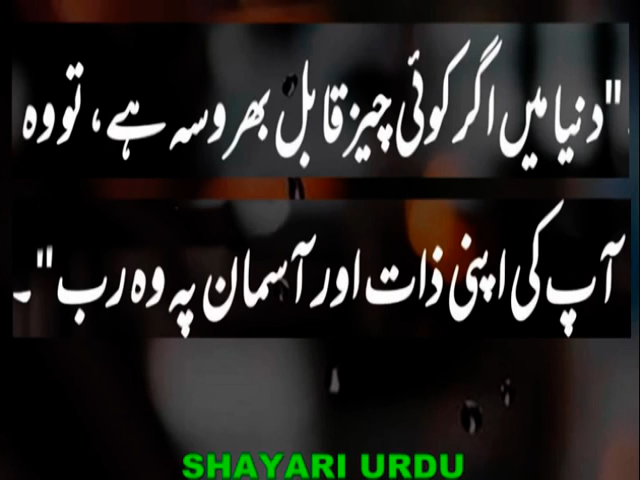 "دنیا میں اگر کوئی چیز قابل بھروسہ ہے، تو وہ
آپ کی اپنی ذات اور آسمان پہ وہ رب"۔
SHAYARI URDU